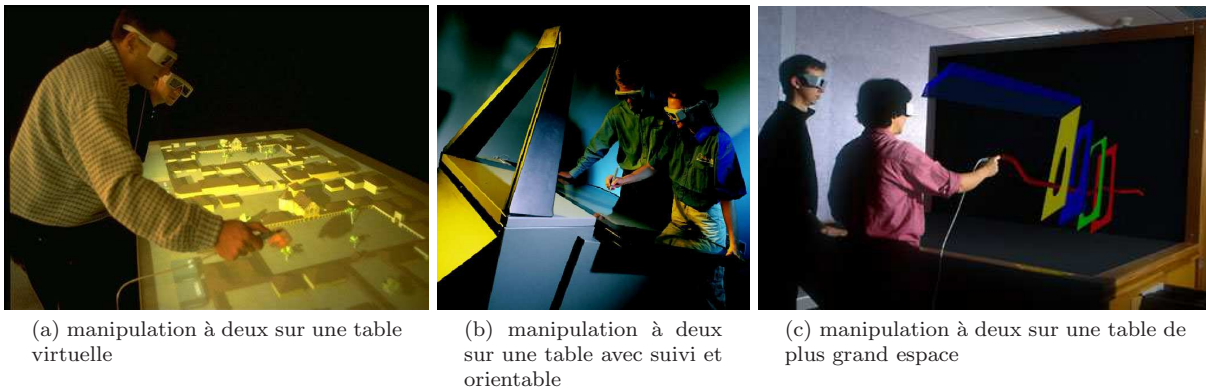 (a) manipulation à deux sur une table
virtuelle
(b) manipulation à deux
sur une table avec suivi et
orientable
(c) manipulation à deux sur une table de
plus grand espace